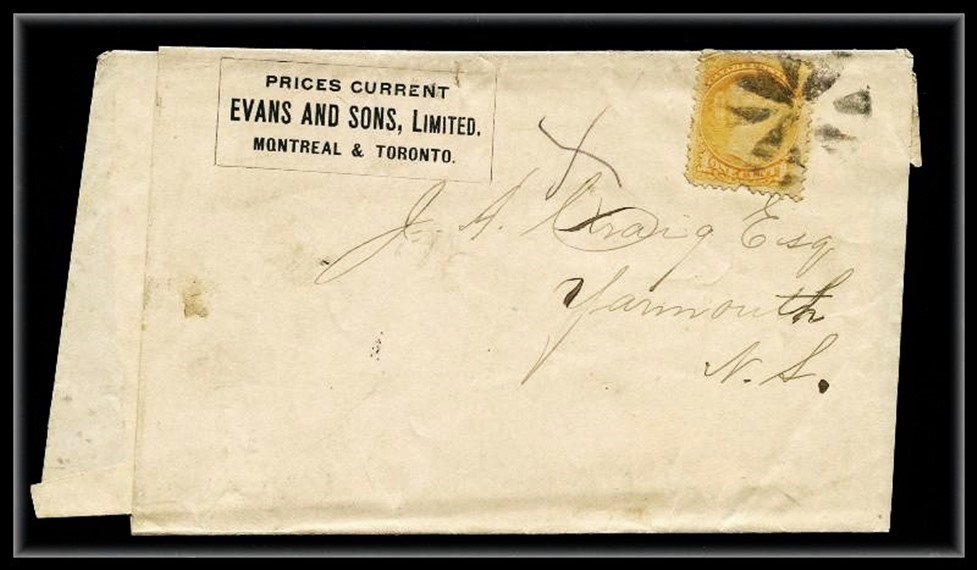 PRICES CURRENT
EVANS AND SONS, LIMITED.
MONTREAL & TORONTO.
J. A. Craig Esq
Yarmouth
N. S.